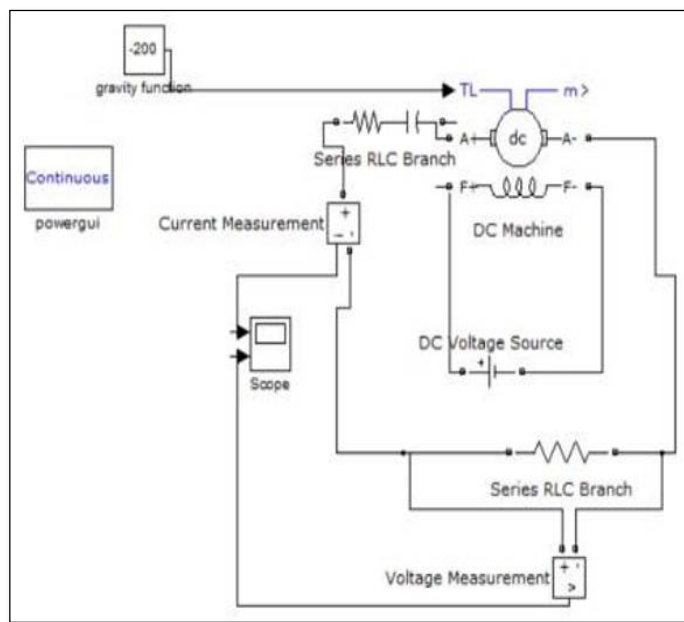 -200
gravity function
TL
m >
A+
dc
A-
Series RLC Branch
Continuous
powergui
F+
F-
DC Machine
Current Measurement
+
-
DC Voltage Source
+
Scope
Series RLC Branch
Voltage Measurement
+
-
>